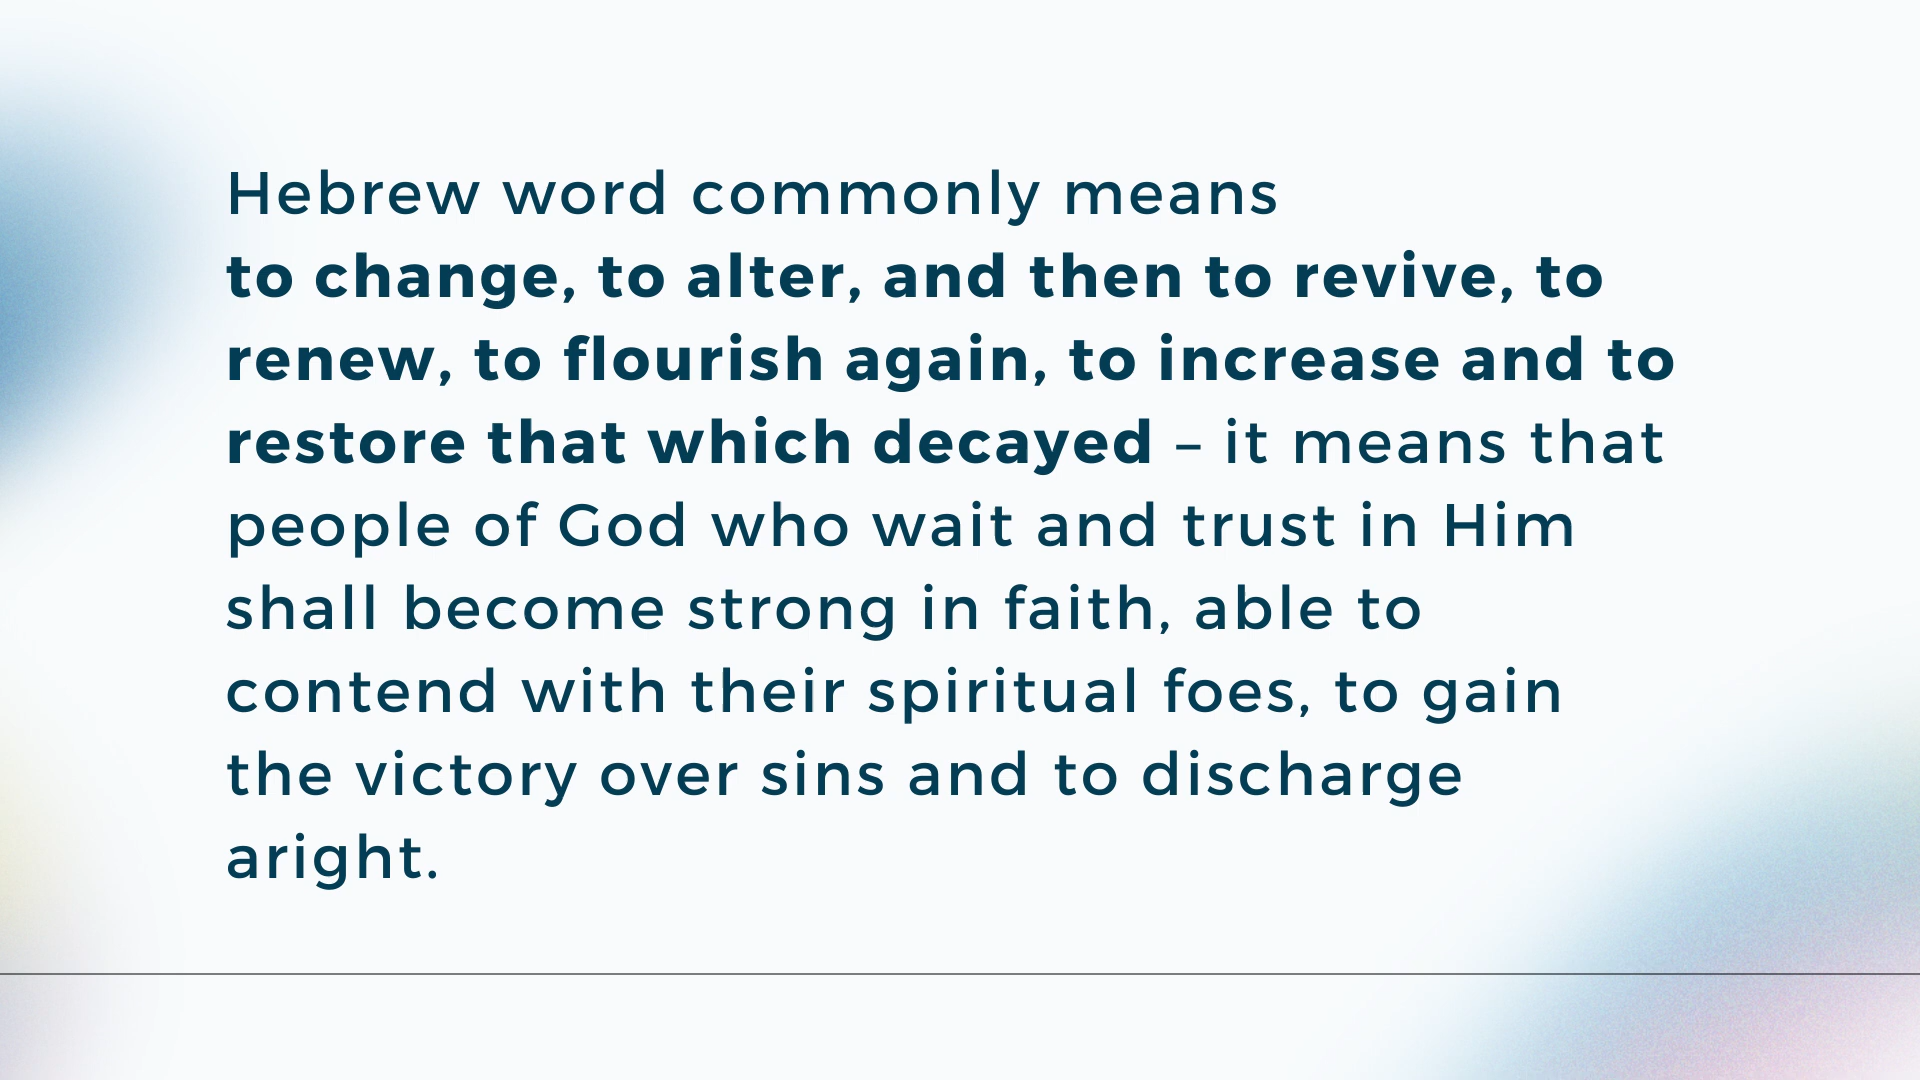 Hebrew word commonly means
to change, to alter, and then to revive, to
renew, to flourish again, to increase and to
restore that which decayed – it means that
people of God who wait and trust in Him
shall become strong in faith, able to
contend with their spiritual foes, to gain
the victory over sins and to discharge
aright.